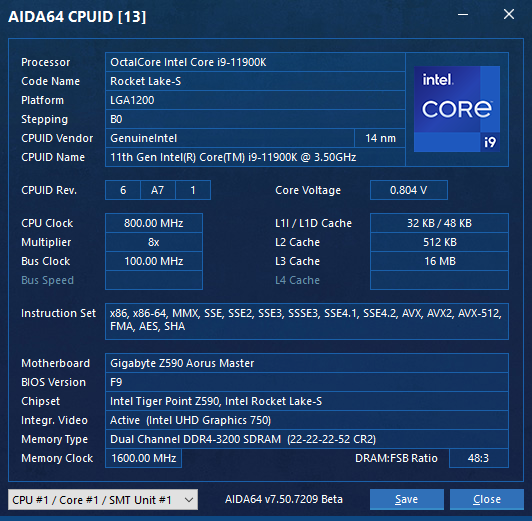 AIDA64 CPUID [13]
Processor OctalCore Intel Core i9-11900K
Code Name Rocket Lake-S
Platform LGA1200
Stepping B0
CPUID Vendor GenuineIntel 14 nm
CPUID Name 11th Gen Intel(R) Core(TM) i9-11900K @ 3.50GHz
intel.
CORE
i9
CPUID Rev. 6 A7 1 Core Voltage 0.804 V
CPU Clock 800.00 MHz L1I / L1D Cache 32 KB / 48 KB
Multiplier 8x L2 Cache 512 KB
Bus Clock 100.00 MHz L3 Cache 16 MB
Bus Speed L4 Cache
Instruction Set x86, x86-64, MMX, SSE, SSE2, SSE3, SSSE3, SSE4.1, SSE4.2, AVX, AVX2, AVX-512,
FMA, AES, SHA
Motherboard Gigabyte Z590 Aorus Master
BIOS Version F9
Chipset Intel Tiger Point Z590, Intel Rocket Lake-S
Integr. Video Active (Intel UHD Graphics 750)
Memory Type Dual Channel DDR4-3200 SDRAM (22-22-22-52 CR2)
Memory Clock 1600.00 MHz DRAM:FSB Ratio 48:3
CPU #1 / Core #1 / SMT Unit #1 AIDA64 v7.50.7209 Beta Save Close